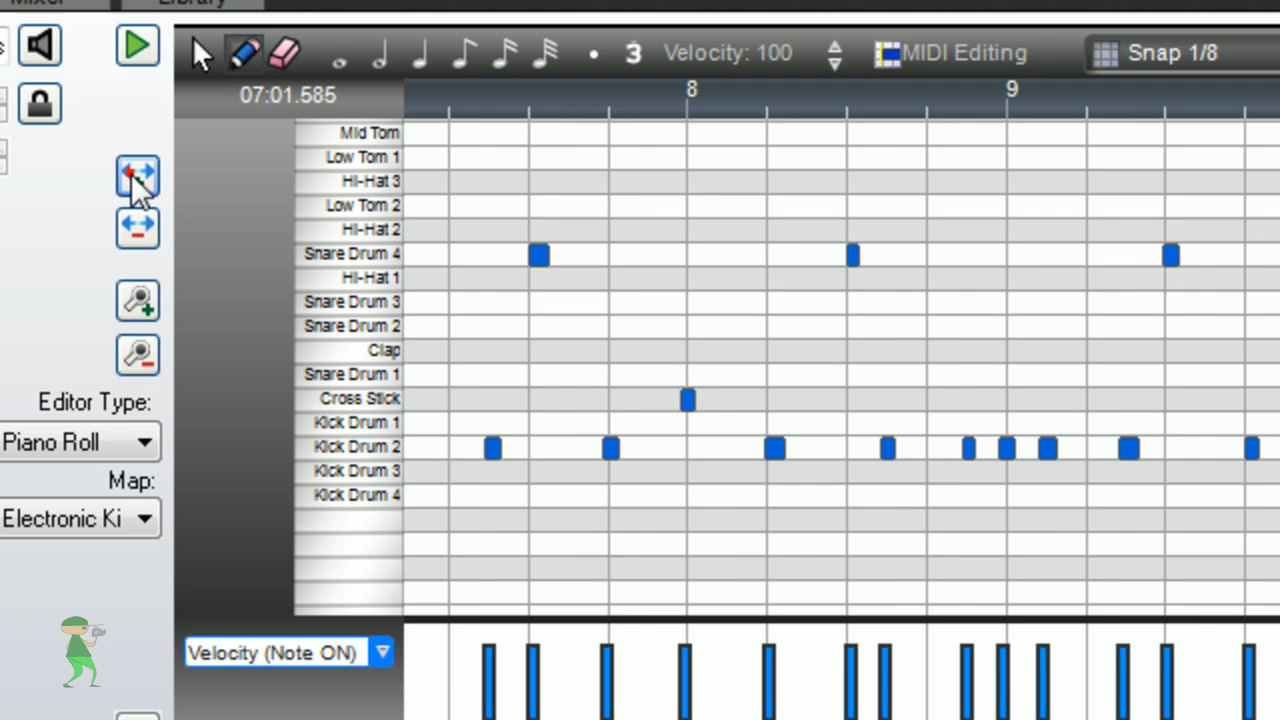 Mixer
Library
Velocity: 100
MIDI Editing
Snap 1/8
3
07:01.585
8
9
Mid Tom
Low Tom 1
Hi-Hat 3
Low Tom 2
Hi-Hat 2
Snare Drum 4
Hi-Hat 1
Snare Drum 3
Snare Drum 2
Clap
Snare Drum 1
Cross Stick
Kick Drum 1
Kick Drum 2
Kick Drum 3
Kick Drum 4
Editor Type:
Piano Roll
Map:
Electronic Ki
Velocity (Note ON)